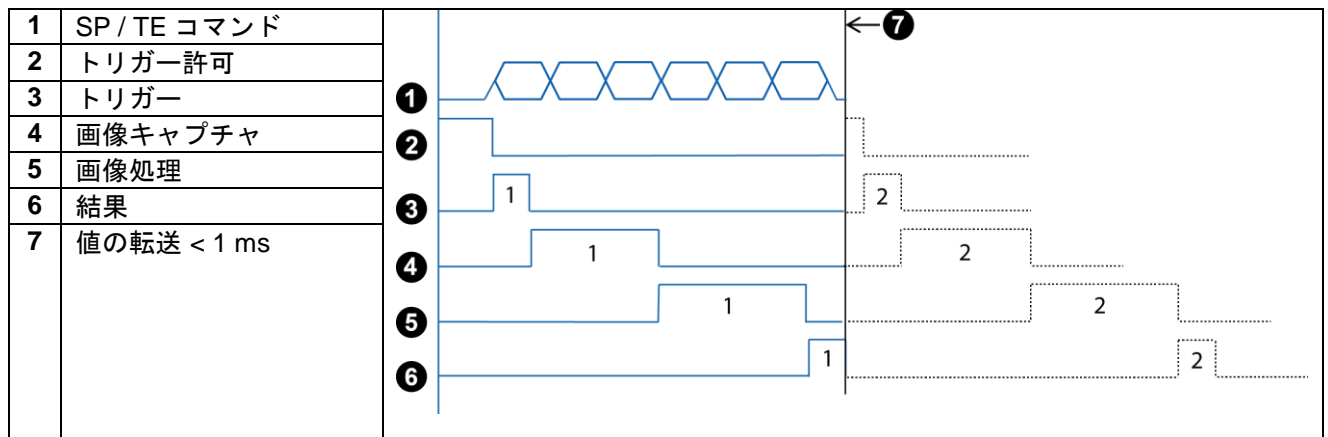 1 SP / TE コマンド
2 トリガー許可
3 トリガー
4 画像キャプチャ
5 画像処理
6 結果
7 値の転送 < 1 ms
7
1
2
3 1 2
4 1 2
5 1 2
6 1 2